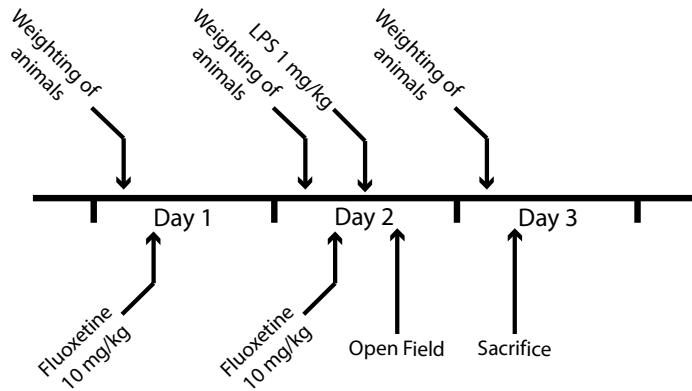 Weighting of
animals
Weighting of
animals
LPS 1 mg/kg
Weighting of
animals
Day 1
Day 2
Day 3
Fluoxetine
10 mg/kg
Fluoxetine
10 mg/kg
Open Field
Sacrifice